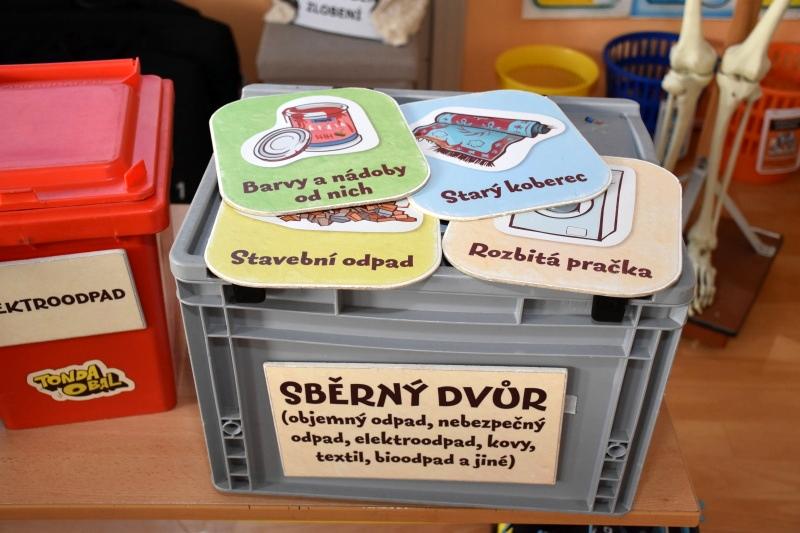 ZLOBENÍ
Barvy a nádoby
od nich
Starý koberec
Stavební odpad
Rozbitá pračka
EKTROODPAD
TONDA
OBAL
SBĚRNÝ DVŮR
(objemný odpad, nebezpečný
odpad, elektroodpad, kovy,
textil, bioodpad a jiné)